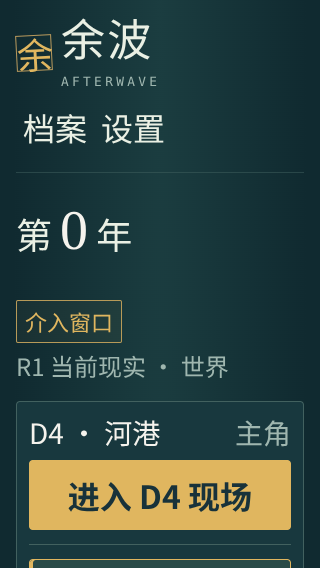 余 余波
AFTERWAVE
档案 设置
第 0 年
介入窗口
R1 当前现实 · 世界
D4 · 河港 主角
进入 D4 现场